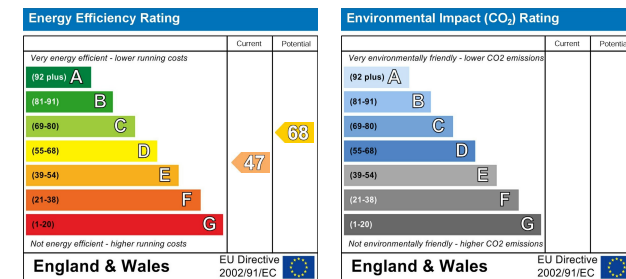 Energy Efficiency Rating
Current Potential
Very energy efficient - lower running costs
(92 plus) A
(81-91) B
(69-80) C
(55-68) D
(39-54) E
(21-38) F
(1-20) G
47
68
Not energy efficient - higher running costs
England & Wales
EU Directive
2002/91/EC
Environmental Impact (CO2) Rating
Current Potential
Very environmentally friendly - lower CO2 emissions
(92 plus) A
(81-91) B
(69-80) C
(55-68) D
(39-54) E
(21-38) F
(1-20) G
Not environmentally friendly - higher CO2 emissions
England & Wales
EU Directive
2002/91/EC